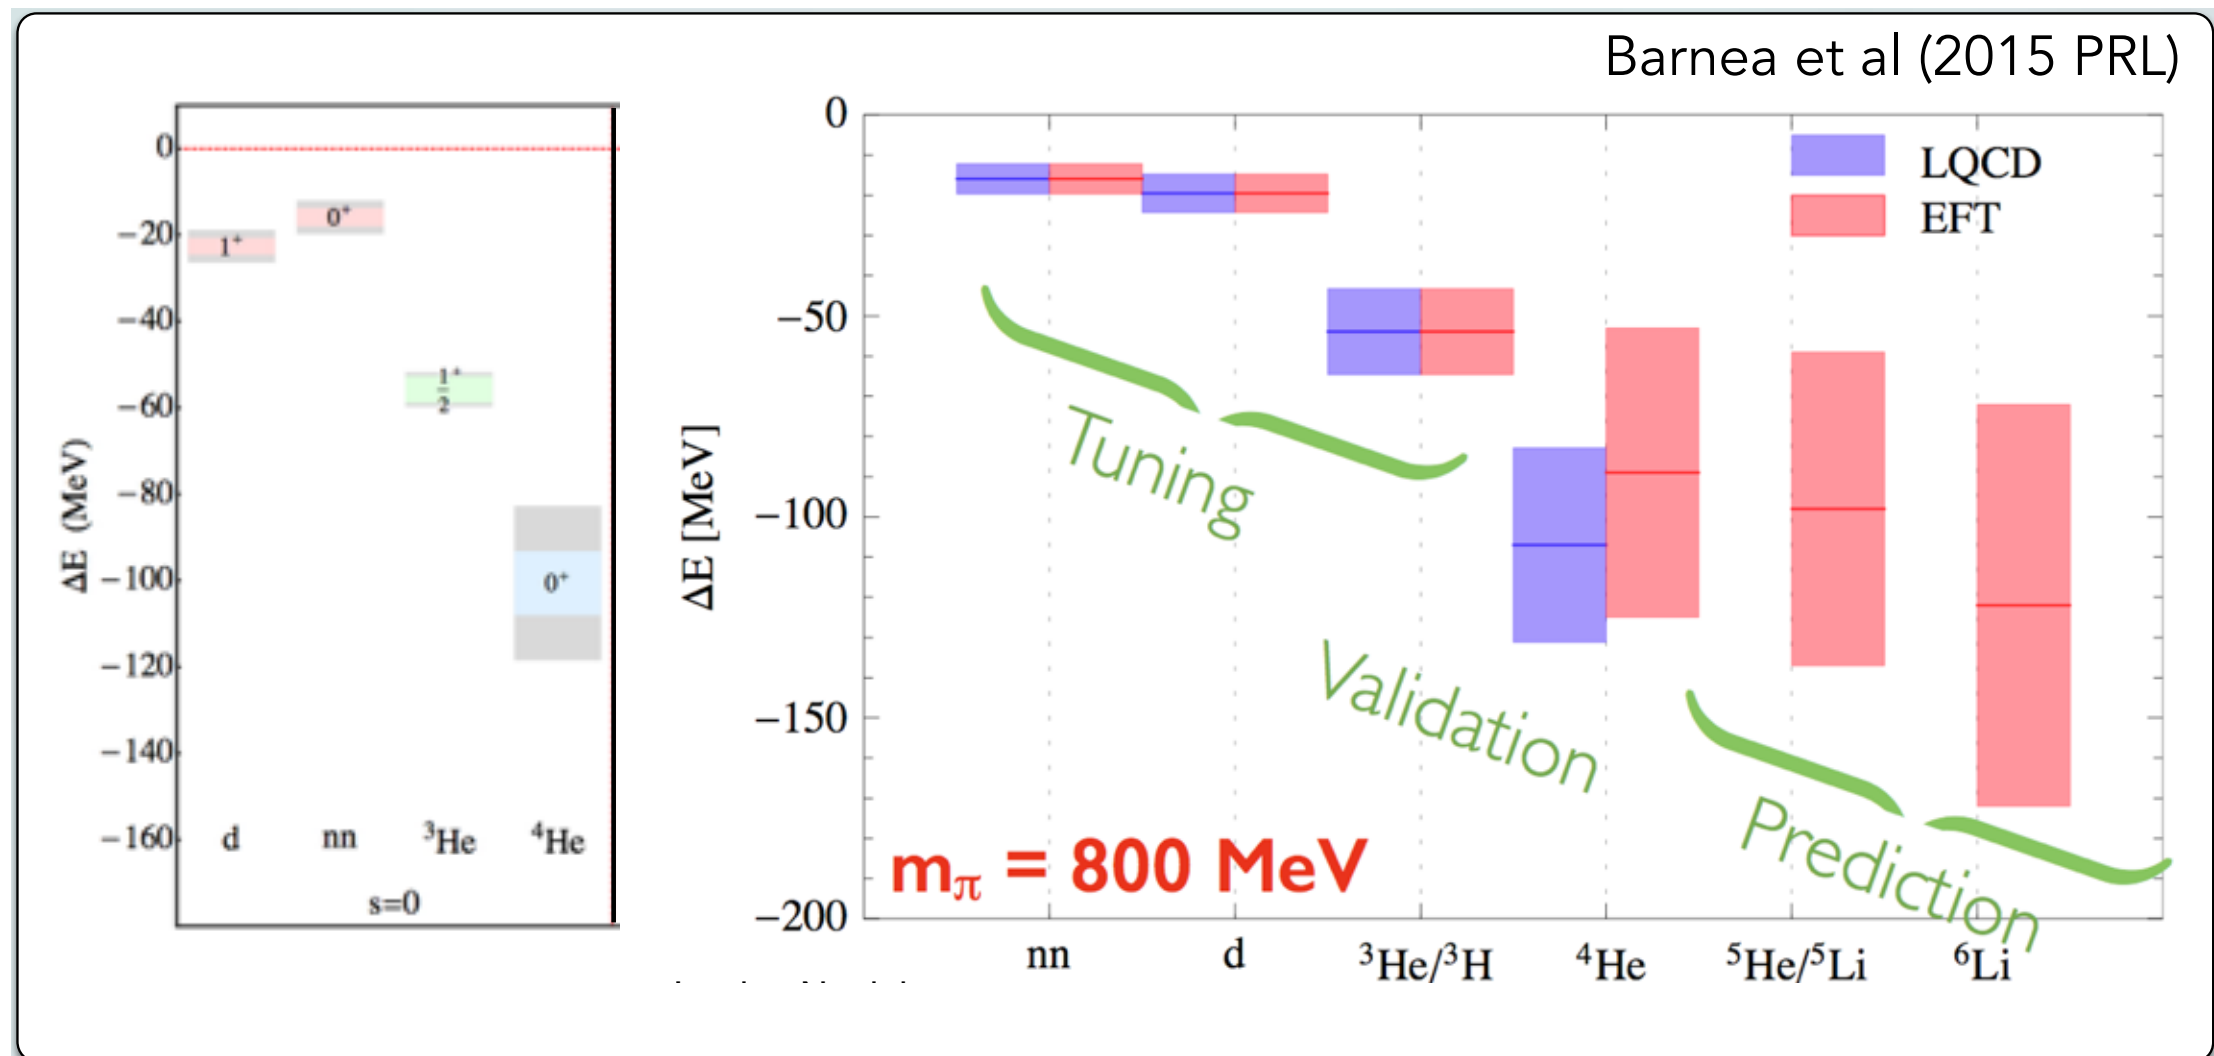 Barnea et al (2015 PRL)
0
−20
−40
−60
−80
−100
−120
−140
−160
ΔE (MeV)
1⁺
0⁺
1⁺
2
0⁺
d
nn
³He
⁴He
s=0
0
−50
−100
−150
−200
ΔE [MeV]
LQCD
EFT
Tuning
Validation
Prediction
mπ = 800 MeV
nn
d
³He/³H
⁴He
⁵He/⁵Li
⁶Li